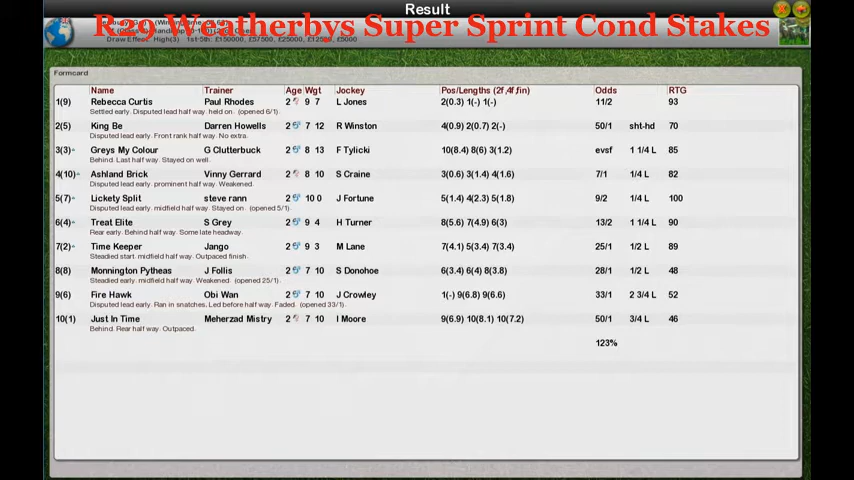 Result
R29 Weatherbys Super Sprint Cond Stakes
Draw Effect: High(3) 1st-5th: £150000, £37500, £25000, £12500, £5000
Formcard
Name Trainer Age Wgt Jockey Pos/Lengths (2f,4f,fin) Odds RTG
1(9) Rebecca Curtis Paul Rhodes 2 9 7 L Jones 2(0.3) 1(-) 1(-) 11/2 93
Settled early. Disputed lead half way. held on. (opened 6/1)
2(5) King Be Darren Howells 2 7 12 R Winston 4(0.9) 2(0.7) 2(-) 50/1 sht-hd 70
Disputed lead early. Front rank half way. No extra.
3(3) Greys My Colour G Clutterbuck 2 8 13 F Tylicki 10(8.4) 8(6) 3(1.2) evsf 1 1/4 L 85
Behind. Last half way. Stayed on well.
4(10) Ashland Brick Vinny Gerrard 2 8 10 S Craine 3(0.6) 3(1.4) 4(1.6) 7/1 1/4 L 82
Disputed lead early. prominent half way. Weakened.
5(7) Lickety Split steve rann 2 10 0 J Fortune 5(1.4) 4(2.3) 5(1.8) 9/2 1/4 L 100
Disputed lead early. midfield half way. Stayed on. (opened 5/1)
6(4) Treat Elite S Grey 2 9 4 H Turner 8(5.6) 7(4.9) 6(3) 13/2 1 1/4 L 90
Rear early. Behind half way. Some late headway.
7(2) Time Keeper Jango 2 9 3 M Lane 7(4.1) 5(3.4) 7(3.4) 25/1 1/2 L 89
Steadied start. midfield half way. Outpaced finish.
8(8) Monnington Pytheas J Follis 2 7 10 S Donohoe 6(3.4) 6(4) 8(3.8) 28/1 1/2 L 48
Steadied early. midfield half way. Weakened. (opened 25/1)
9(6) Fire Hawk Obi Wan 2 7 10 J Crowley 1(-) 9(6.8) 9(6.6) 33/1 2 3/4 L 52
Disputed lead early. Ran in snatches. Led before half way. Faded. (opened 33/1)
10(1) Just In Time Meherzad Mistry 2 7 10 I Moore 9(6.9) 10(8.1) 10(7.2) 50/1 3/4 L 46
Behind. Rear half way. Outpaced.
123%